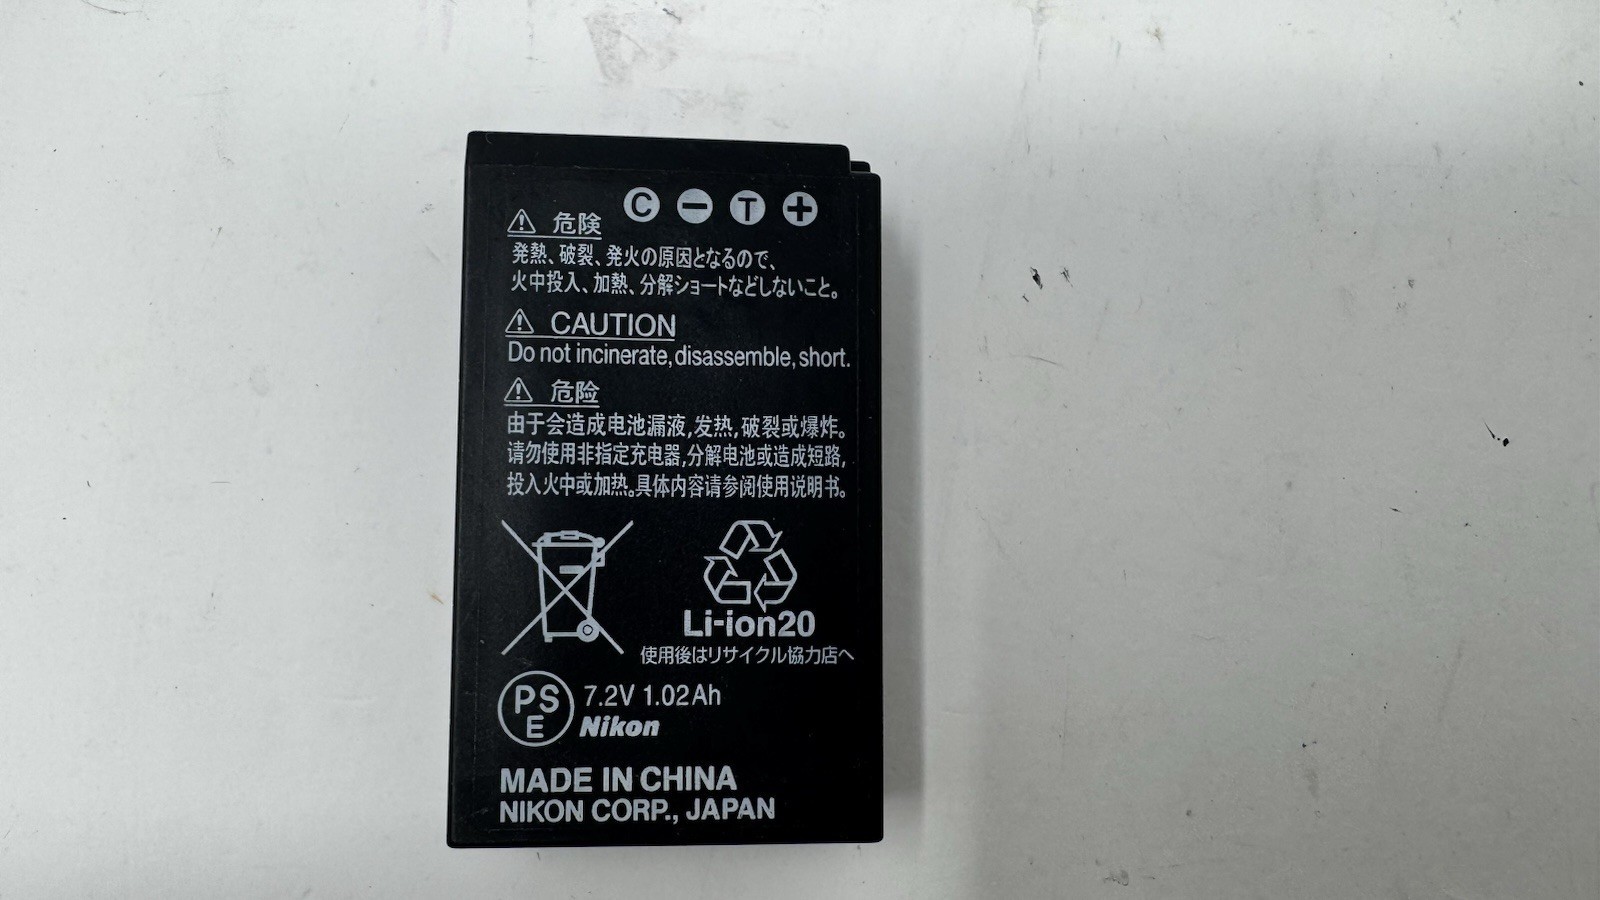 C − T +
⚠ 危険
発熱、破裂、発火の原因となるので、
火中投入、加熱、分解ショートなどしないこと。
⚠ CAUTION
Do not incinerate, disassemble, short.
⚠ 危险
由于会造成电池漏液,发热,破裂或爆炸。
请勿使用非指定充电器,分解电池或造成短路,
投入火中或加热。具体内容请参阅使用说明书。
Li-ion20
使用後はリサイクル協力店へ
PS
E
7.2V 1.02Ah
Nikon
MADE IN CHINA
NIKON CORP., JAPAN